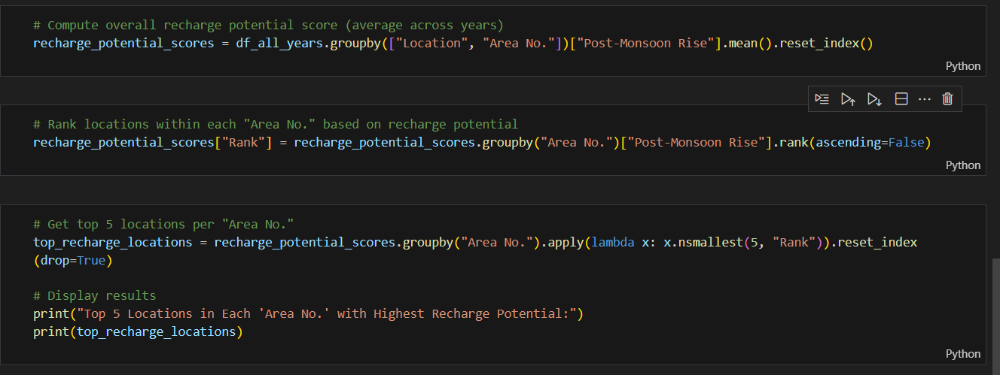 # Compute overall recharge potential score (average across years)
recharge_potential_scores = df_all_years.groupby(["Location", "Area No."])["Post-Monsoon Rise"].mean().reset_index()
Python
# Rank locations within each "Area No." based on recharge potential
recharge_potential_scores["Rank"] = recharge_potential_scores.groupby("Area No.")["Post-Monsoon Rise"].rank(ascending=False)
Python
# Get top 5 locations per "Area No."
top_recharge_locations = recharge_potential_scores.groupby("Area No.").apply(lambda x: x.nsmallest(5, "Rank")).reset_index
(drop=True)
# Display results
print("Top 5 Locations in Each 'Area No.' with Highest Recharge Potential:")
print(top_recharge_locations)
Python